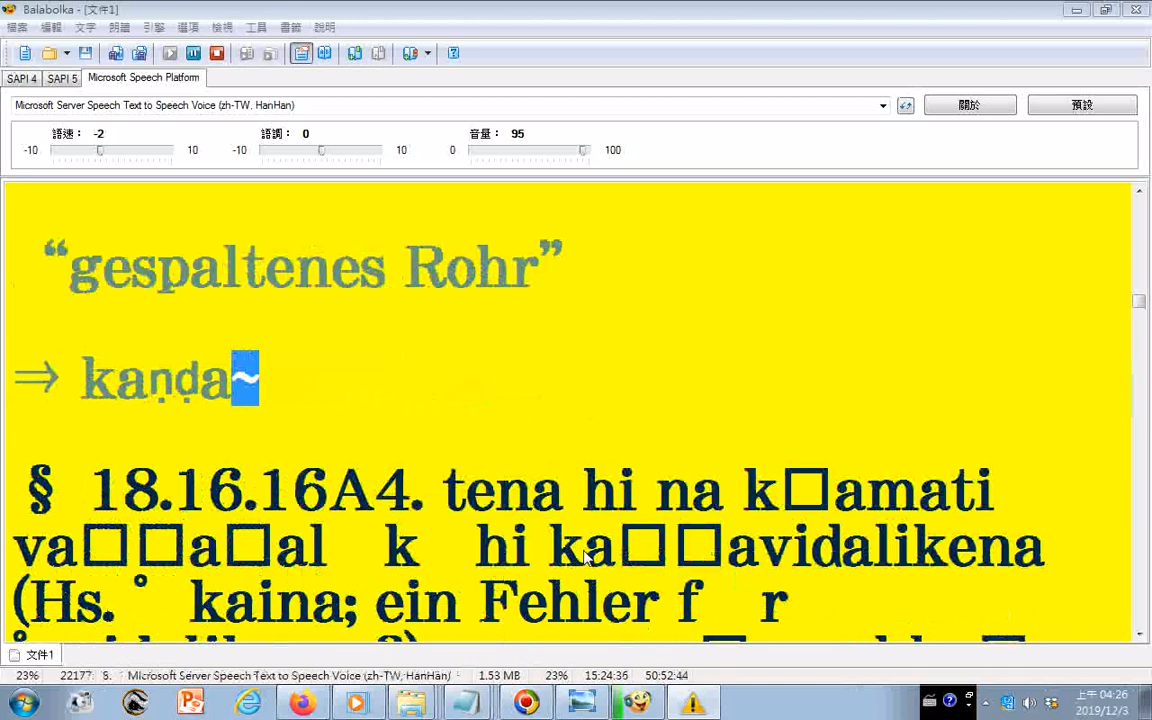 Balabolka - [文件1]
檔案 編輯 文字 朗讀 引擎 選項 檢視 工具 書籤 說明
SAPI 4 SAPI 5 Microsoft Speech Platform
Microsoft Server Speech Text to Speech Voice (zh-TW, HanHan) 關於 預設
語速： -2 語調： 0 音量： 95
-10 10 -10 10 0 100
“gespaltenes Rohr”
⇒ kaṇḍa~
§ 18.16.16A4. tena hi na k□amati
va□□a□al k hi ka□□avidalikena
(Hs. ˚ kaina; ein Fehler f r
文件1
23% 22177 : 8. Microsoft Server Speech Text to Speech Voice (zh-TW, HanHan) 1.53 MB 23% 15:24:36 50:52:44
上午 04:26
2019/12/3